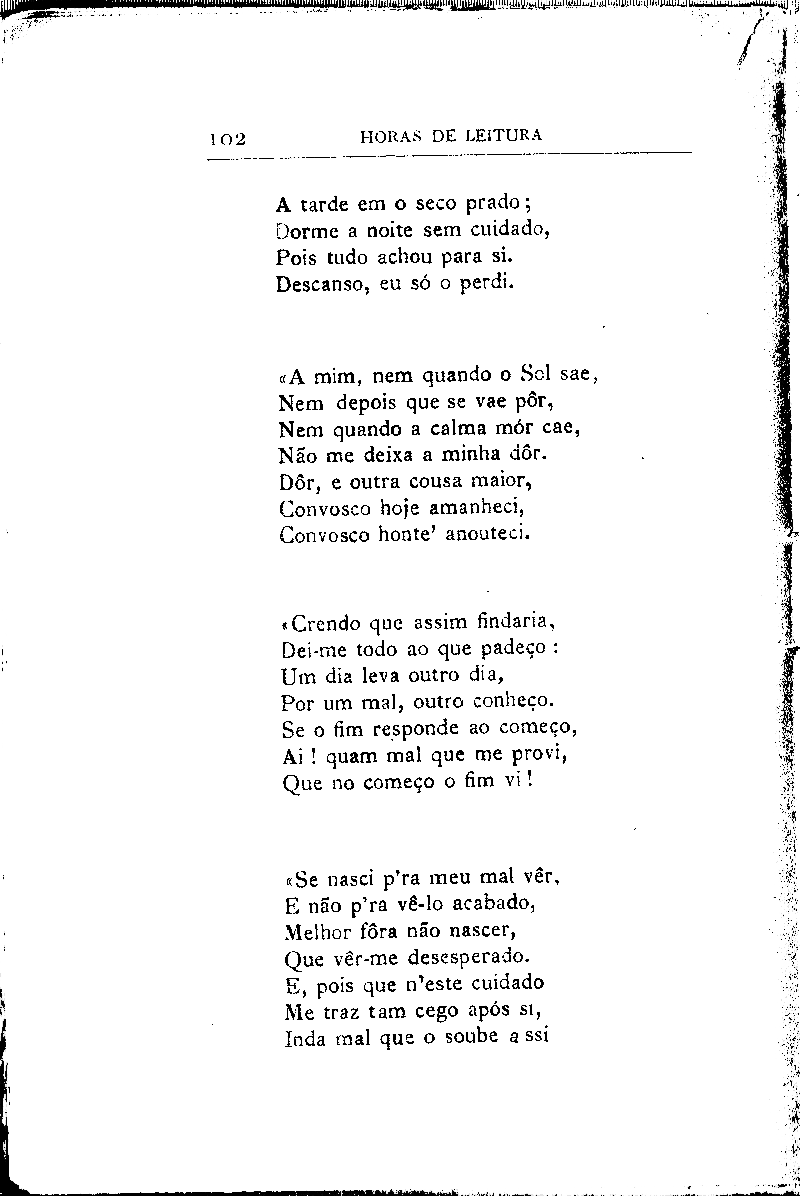 102 HORAS DE LEITURA
A tarde em o seco prado;
Dorme a noite sem cuidado,
Pois tudo achou para si.
Descanso, eu só o perdi.
«A mim, nem quando o Sol sae,
Nem depois que se vae pôr,
Nem quando a calma mór cae,
Não me deixa a minha dôr.
Dôr, e outra cousa maior,
Convosco hoje amanheci,
Convosco honte' anouteci.
«Crendo que assim findaria,
Dei-me todo ao que padeço :
Um dia leva outro dia,
Por um mal, outro conheço.
Se o fim responde ao começo,
Ai ! quam mal que me provi,
Que no começo o fim vi !
«Se nasci p'ra meu mal vêr,
E não p'ra vê-lo acabado,
Melhor fôra não nascer,
Que vêr-me desesperado.
E, pois que n'este cuidado
Me traz tam cego após si,
Inda mal que o soube assi